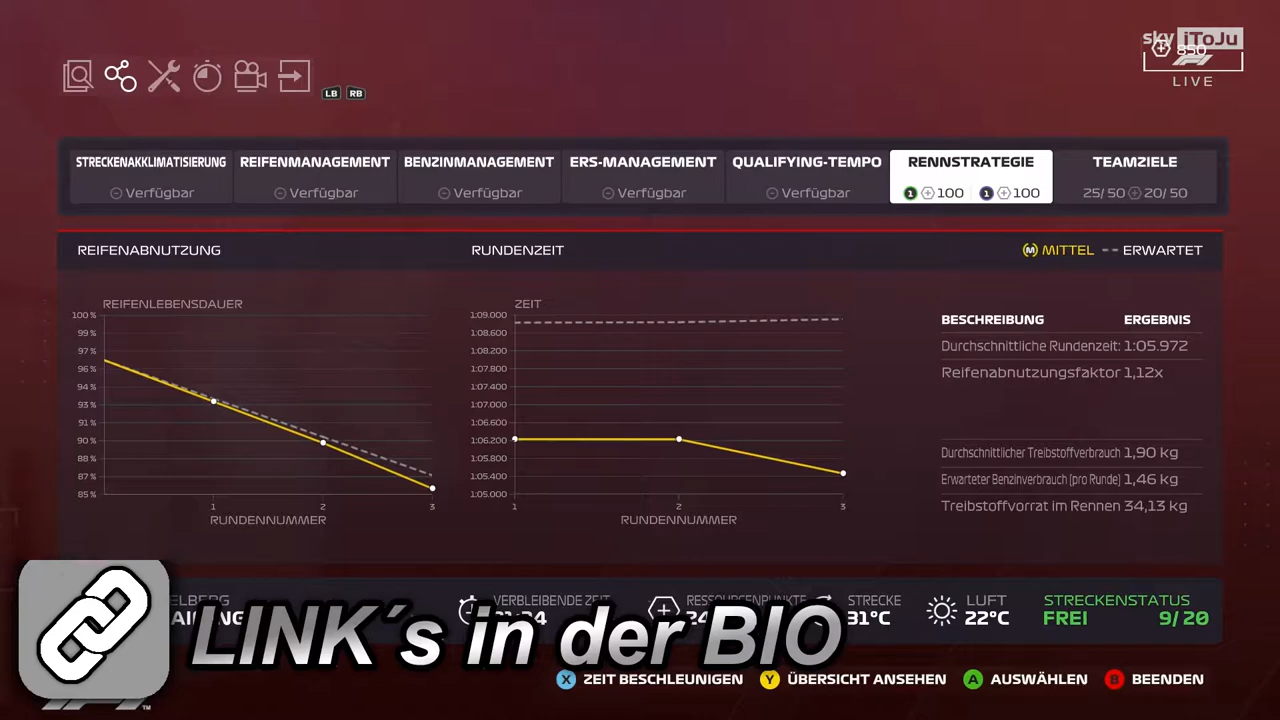 sky iToJu
850
LIVE
LB RB
STRECKENAKKLIMATISIERUNG REIFENMANAGEMENT BENZINMANAGEMENT ERS-MANAGEMENT QUALIFYING-TEMPO RENNSTRATEGIE TEAMZIELE
Verfügbar Verfügbar Verfügbar Verfügbar Verfügbar 1 100 1 100 25/50 20/50
REIFENABNUTZUNG RUNDENZEIT M MITTEL -- ERWARTET
REIFENLEBENSDAUER
100 %
99 %
97 %
96 %
94 %
93 %
91 %
90 %
88 %
87 %
85 %
1 2 3
RUNDENNUMMER
ZEIT
1:09.000
1:08.600
1:08.200
1:07.800
1:07.400
1:07.000
1:06.600
1:06.200
1:05.800
1:05.400
1:05.000
1 2 3
RUNDENNUMMER
BESCHREIBUNG ERGEBNIS
Durchschnittliche Rundenzeit: 1:05.972
Reifenabnutzungsfaktor 1,12x
Durchschnittlicher Treibstoffverbrauch 1,90 kg
Erwarteter Benzinverbrauch (pro Runde) 1,46 kg
Treibstoffvorrat im Rennen 34,13 kg
VERBLEIBENDE ZEIT RESSOURCENPUNKTE STRECKE LUFT STRECKENSTATUS
31°C 22°C FREI 9/20
LINK´s in der BIO
X ZEIT BESCHLEUNIGEN Y ÜBERSICHT ANSEHEN A AUSWÄHLEN B BEENDEN
TM